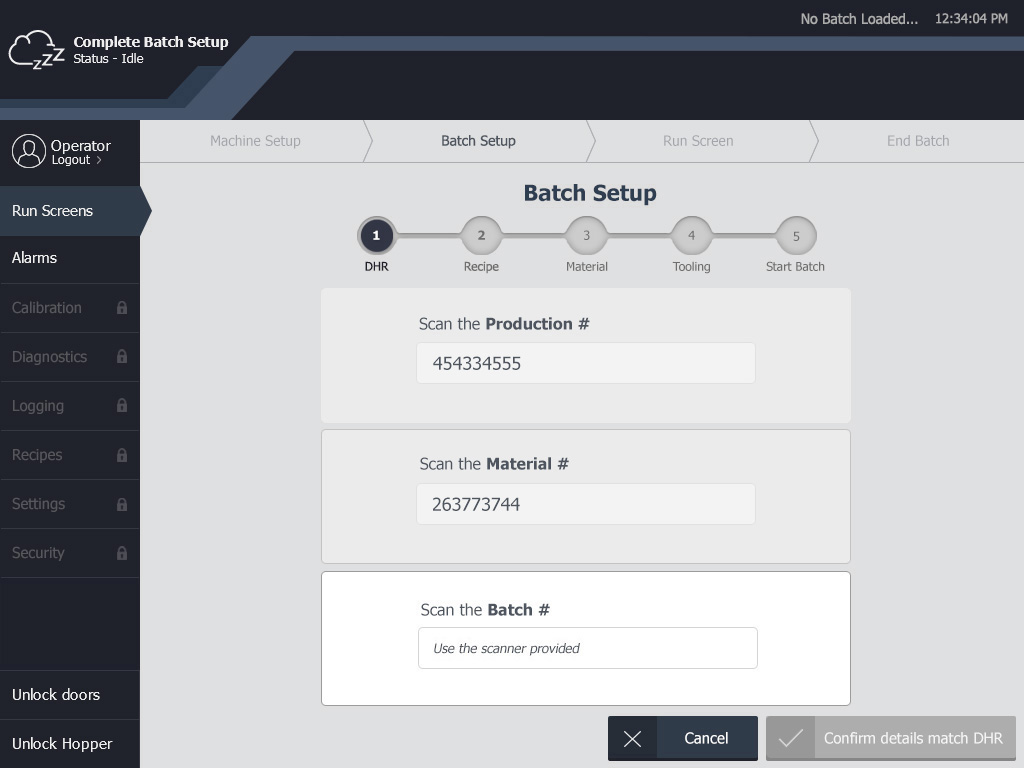 No Batch Loaded... 12:34:04 PM
Complete Batch Setup
Status - Idle
Operator
Logout
Run Screens
Alarms
Calibration
Diagnostics
Logging
Recipes
Settings
Security
Unlock doors
Unlock Hopper
Machine Setup Batch Setup Run Screen End Batch
Batch Setup
1 2 3 4 5
DHR Recipe Material Tooling Start Batch
Scan the Production #
454334555
Scan the Material #
263773744
Scan the Batch #
Use the scanner provided
Cancel Confirm details match DHR